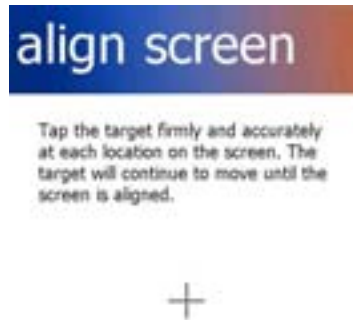 align screen
Tap the target firmly and accurately
at each location on the screen. The
target will continue to move until the
screen is aligned.